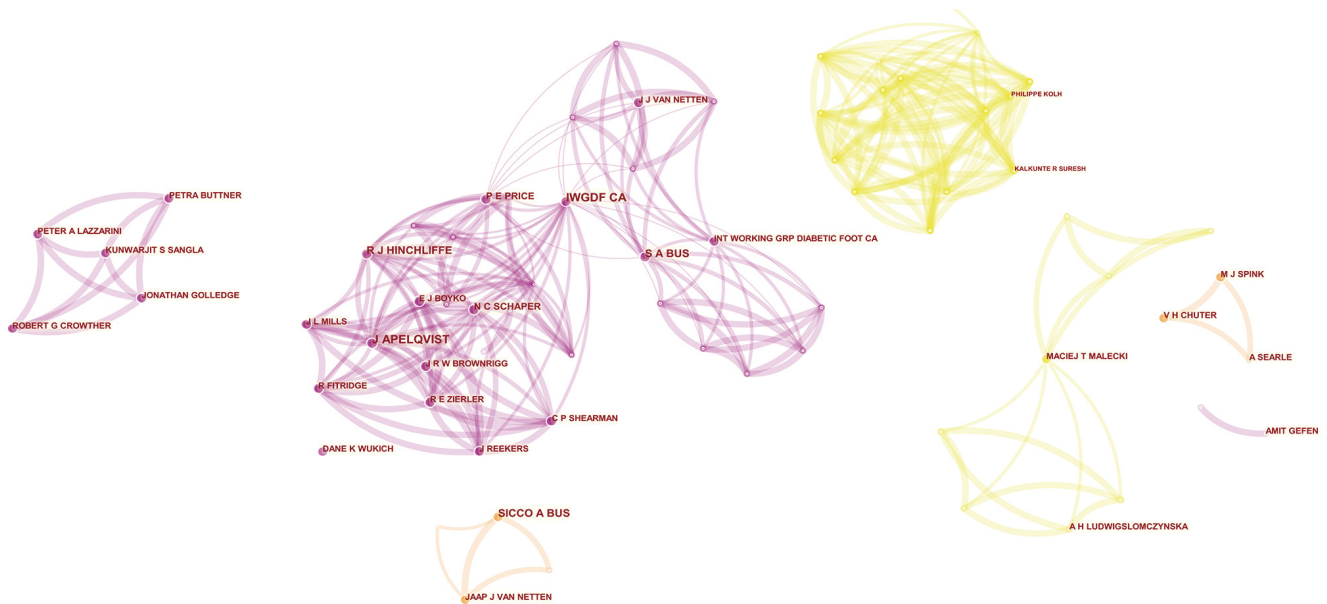 PHILIPPE KOLH
J J VAN NETTEN
KALKUNTE R SURESH
PETRA BUTTNER
P E PRICE
IWGDF CA
PETER A LAZZARINI
INT WORKING GRP DIABETIC FOOT CA
KUNWARJIT S SANGLA
R J HINCHLIFFE
S A BUS
M J SPINK
JONATHAN GOLLEDGE
E J BOYKO
N C SCHAPER
V H CHUTER
ROBERT G CROWTHER
J L MILLS
J APELQVIST
A SEARLE
MACIEJ T MALECKI
J R W BROWNRIGG
R FITRIDGE
R E ZIERLER
C P SHEARMAN
AMIT GEFEN
DANE K WUKICH
J REEKERS
SICCO A BUS
A H LUDWIGSLOMCZYNSKA
JAAP J VAN NETTEN